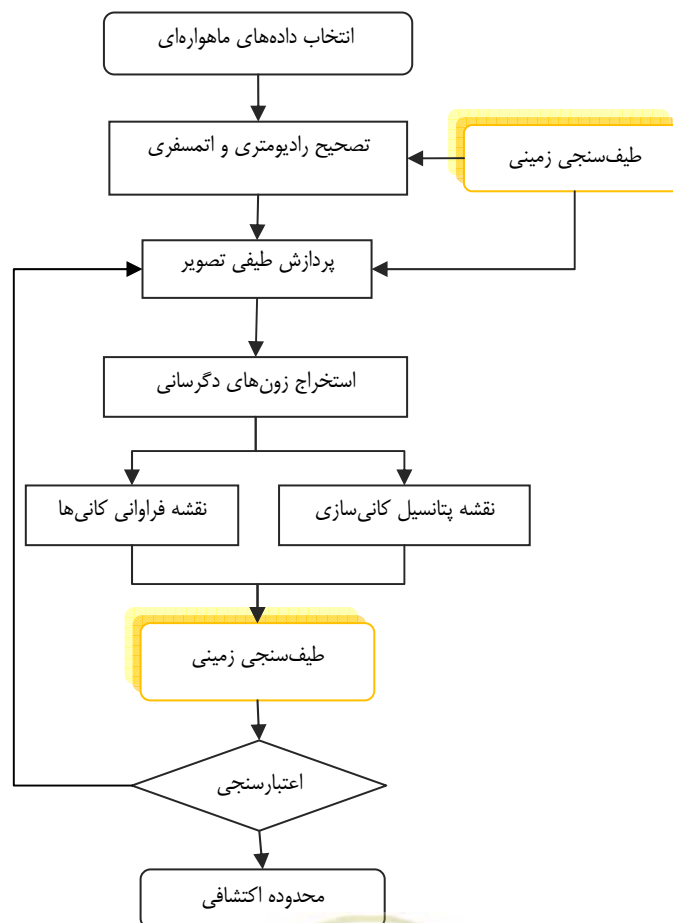 انتخاب داده‌های ماهواره‌ای
تصحیح رادیومتری و اتمسفری
طیف‌سنجی زمینی
پردازش طیفی تصویر
استخراج زون‌های دگرسانی
نقشه پتانسیل کانی‌سازی
نقشه فراوانی کانی‌ها
طیف‌سنجی زمینی
اعتبارسنجی
محدوده اکتشافی